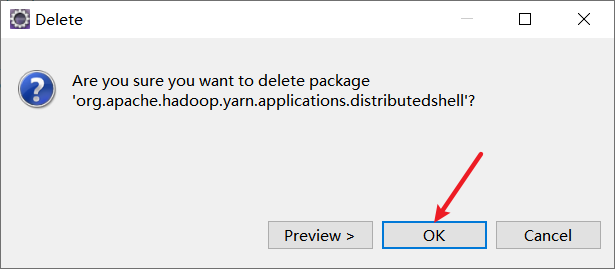 Delete
Are you sure you want to delete package
'org.apache.hadoop.yarn.applications.distributedshell'?
Preview >
OK
Cancel